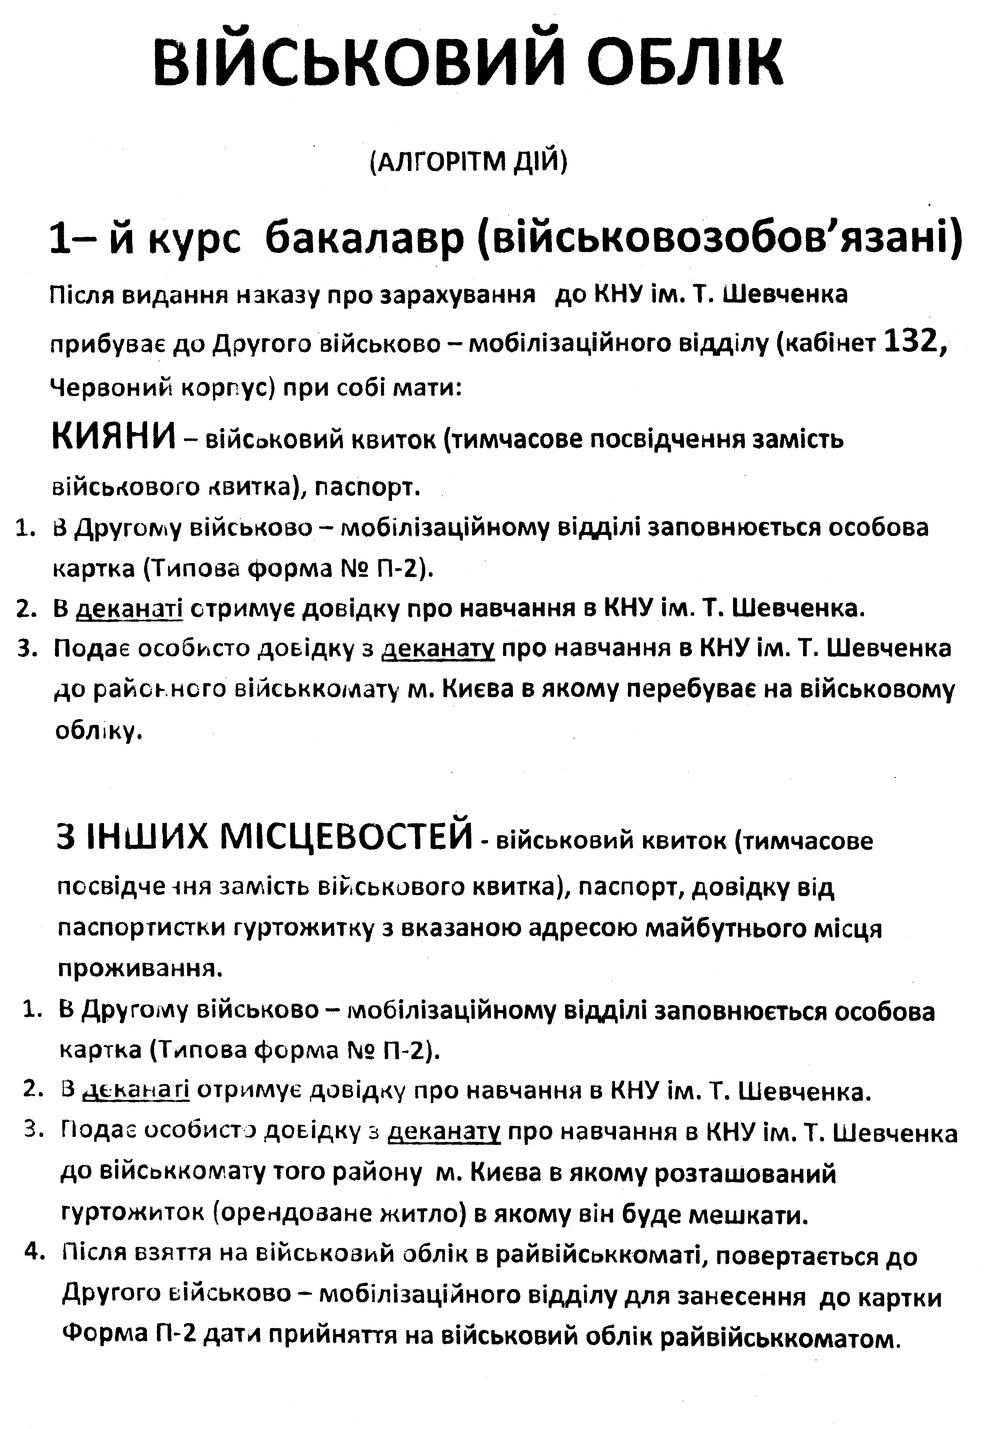 ВІЙСЬКОВИЙ ОБЛІК
(АЛГОРІТМ ДІЙ)
1– й курс бакалавр (військовозобов’язані)
Після видання наказу про зарахування до КНУ ім. Т. Шевченка
прибуває до Другого військово – мобілізаційного відділу (кабінет 132,
Червоний корпус) при собі мати:
КИЯНИ – військовий квиток (тимчасове посвідчення замість
військового квитка), паспорт.
1. В Другому військово – мобілізаційному відділі заповнюється особова
картка (Типова форма № П-2).
2. В деканаті отримує довідку про навчання в КНУ ім. Т. Шевченка.
3. Подає особисто довідку з деканату про навчання в КНУ ім. Т. Шевченка
до районного військкомату м. Києва в якому перебуває на військовому
обліку.
З ІНШИХ МІСЦЕВОСТЕЙ - військовий квиток (тимчасове
посвідчення замість військового квитка), паспорт, довідку від
паспортистки гуртожитку з вказаною адресою майбутнього місця
проживання.
1. В Другому військово – мобілізаційному відділі заповнюється особова
картка (Типова форма № П-2).
2. В деканаті отримує довідку про навчання в КНУ ім. Т. Шевченка.
3. Подає особисто довідку з деканату про навчання в КНУ ім. Т. Шевченка
до військкомату того району м. Києва в якому розташований
гуртожиток (орендоване житло) в якому він буде мешкати.
4. Після взяття на військовий облік в райвійськкоматі, повертається до
Другого військово – мобілізаційного відділу для занесення до картки
Форма П-2 дати прийняття на військовий облік райвійськкоматом.